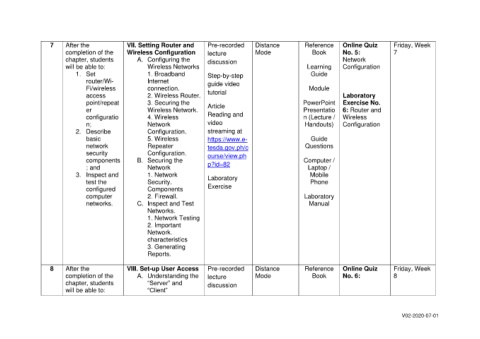 7
After the
completion of the
chapter, students
will be able to:
1. Set
router/Wi-
Fi/wireless
access
point/repeat
er
configuratio
n;
2. Describe
basic
network
security
components
; and
3. Inspect and
test the
configured
computer
networks.
VII. Setting Router and
Wireless Configuration
A. Configuring the
Wireless Networks
1. Broadband
Internet
connection.
2. Wireless Router.
3. Securing the
Wireless Network.
4. Wireless
Network
Configuration.
5. Wireless
Repeater
Configuration.
B. Securing the
Network
1. Network
Security.
Components
2. Firewall.
C. Inspect and Test
Networks.
1. Network Testing
2. Important
Network.
characteristics
3. Generating
Reports.
Pre-recorded
lecture
discussion
Step-by-step
guide video
tutorial
Article
Reading and
video
streaming at
https://www.e-
tesda.gov.ph/c
ourse/view.ph
p?id=82
Laboratory
Exercise
Distance
Mode
Reference
Book
Learning
Guide
Module
PowerPoint
Presentatio
n (Lecture /
Handouts)
Guide
Questions
Computer /
Laptop /
Mobile
Phone
Laboratory
Manual
Online Quiz
No. 5:
Network
Configuration
Laboratory
Exercise No.
6: Router and
Wireless
Configuration
Friday, Week
7
8
After the
completion of the
chapter, students
will be able to:
VIII. Set-up User Access
A. Understanding the
"Server" and
"Client"
Pre-recorded
lecture
discussion
Distance
Mode
Reference
Book
Online Quiz
No. 6:
Friday, Week
8
V02-2020-07-01